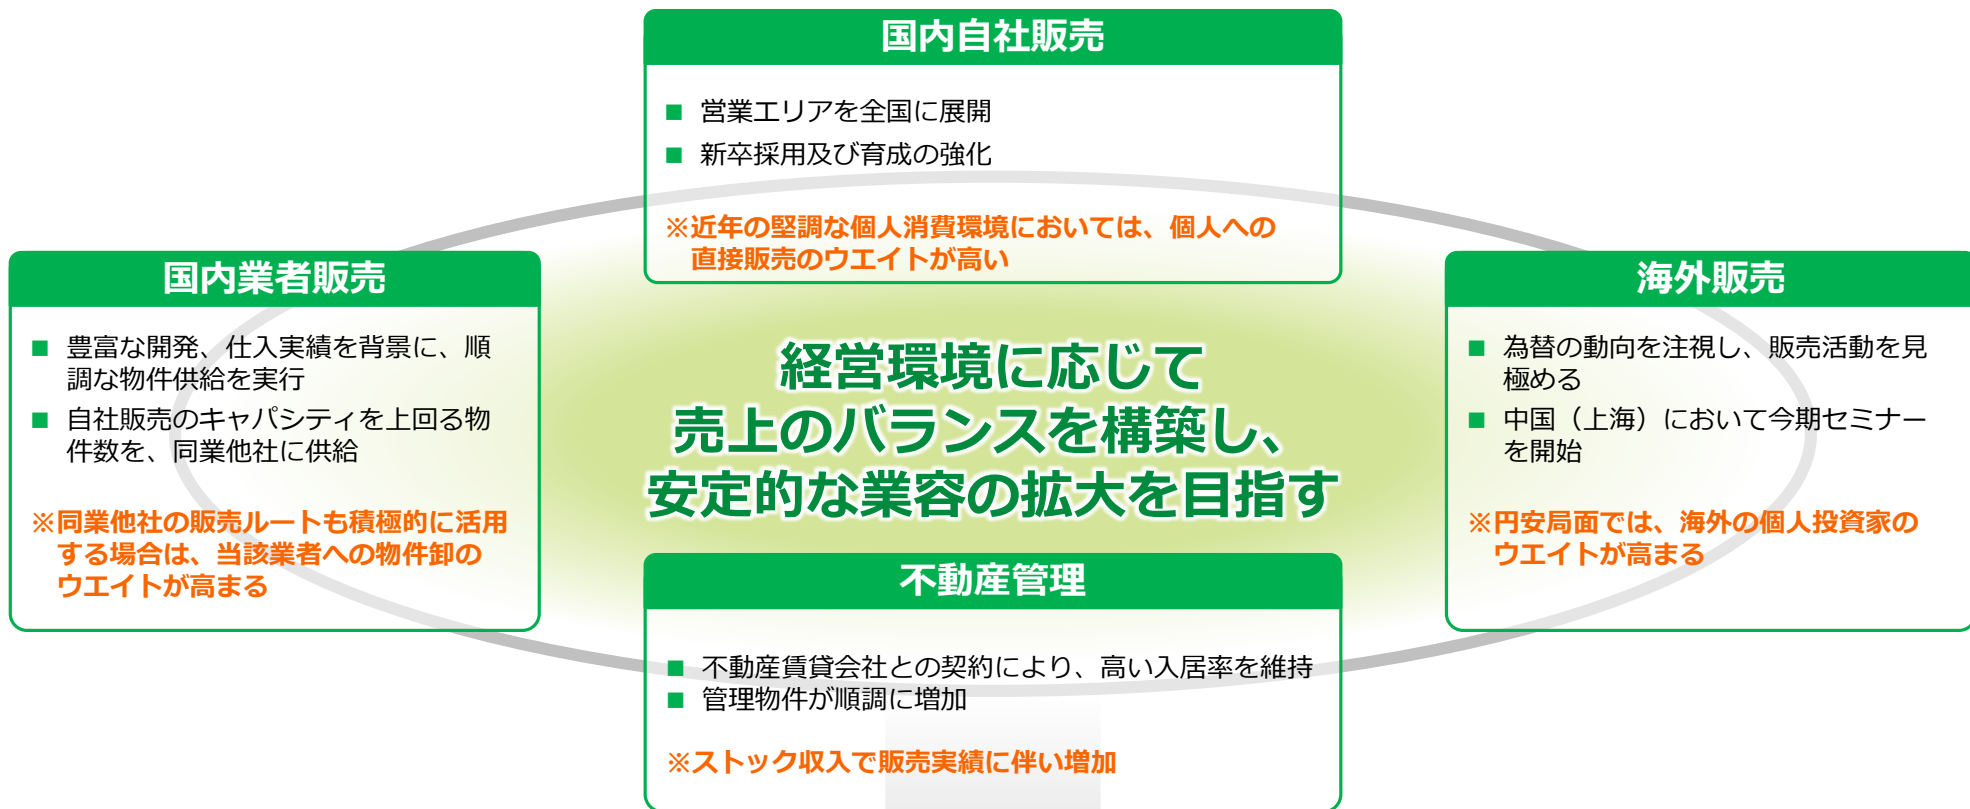 国内自社販売
■ 営業エリアを全国に展開
■ 新卒採用及び育成の強化
※近年の堅調な個人消費環境においては、個人への
直接販売のウエイトが高い
国内業者販売
■ 豊富な開発、仕入実績を背景に、順
調な物件供給を実行
■ 自社販売のキャパシティを上回る物
件数を、同業他社に供給
※同業他社の販売ルートも積極的に活用
する場合は、当該業者への物件卸の
ウエイトが高まる
経営環境に応じて
売上のバランスを構築し、
安定的な業容の拡大を目指す
海外販売
■ 為替の動向を注視し、販売活動を見
極める
■ 中国（上海）において今期セミナー
を開始
※円安局面では、海外の個人投資家の
ウエイトが高まる
不動産管理
■ 不動産賃貸会社との契約により、高い入居率を維持
■ 管理物件が順調に増加
※ストック収入で販売実績に伴い増加